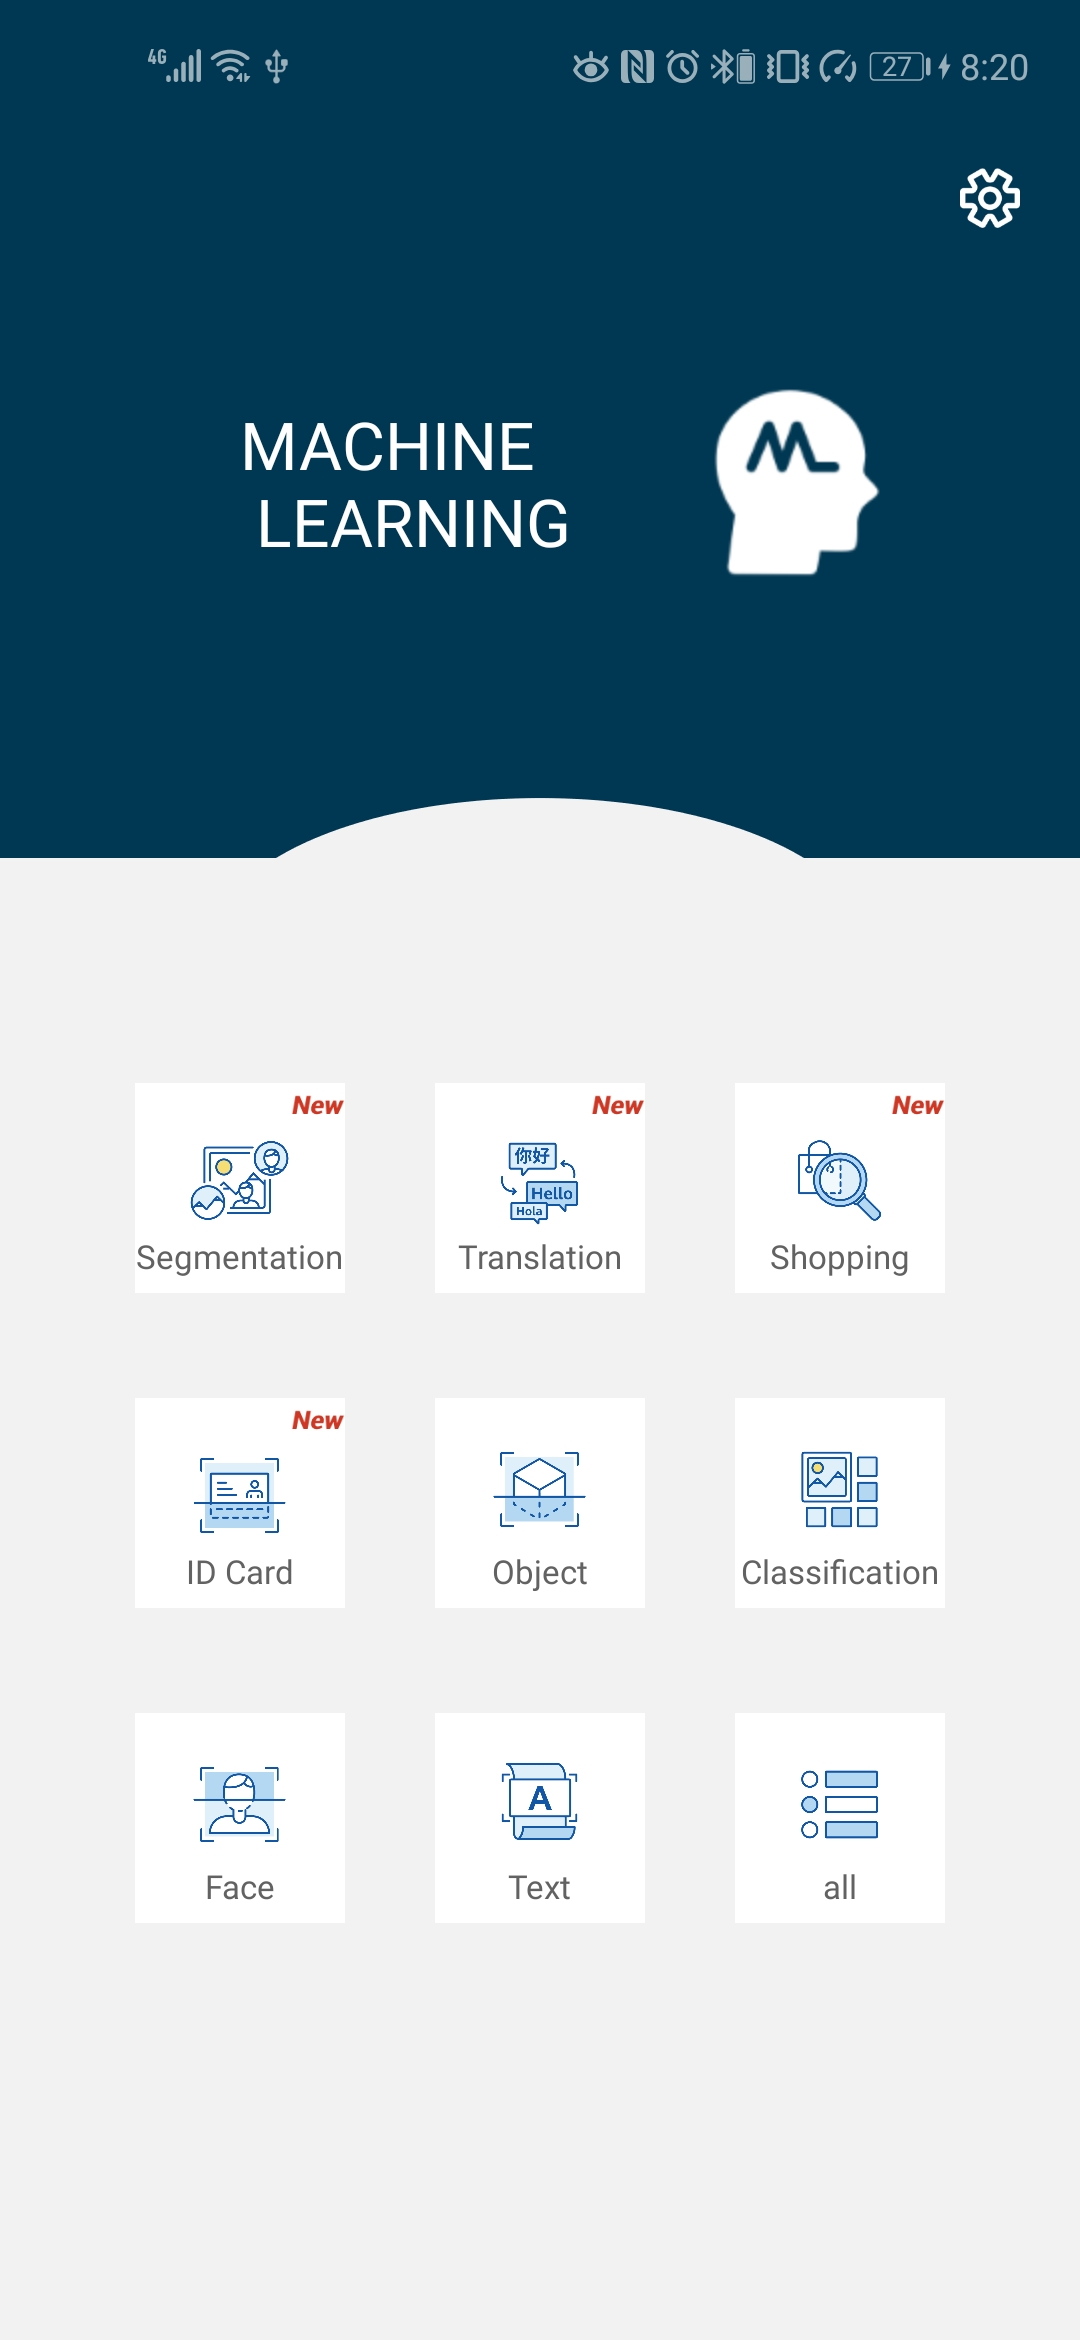 4G 27 8:20
MACHINE
LEARNING
New New New
你好
Hello
Hola
Segmentation Translation Shopping
New
ID Card Object Classification
A
Face Text all